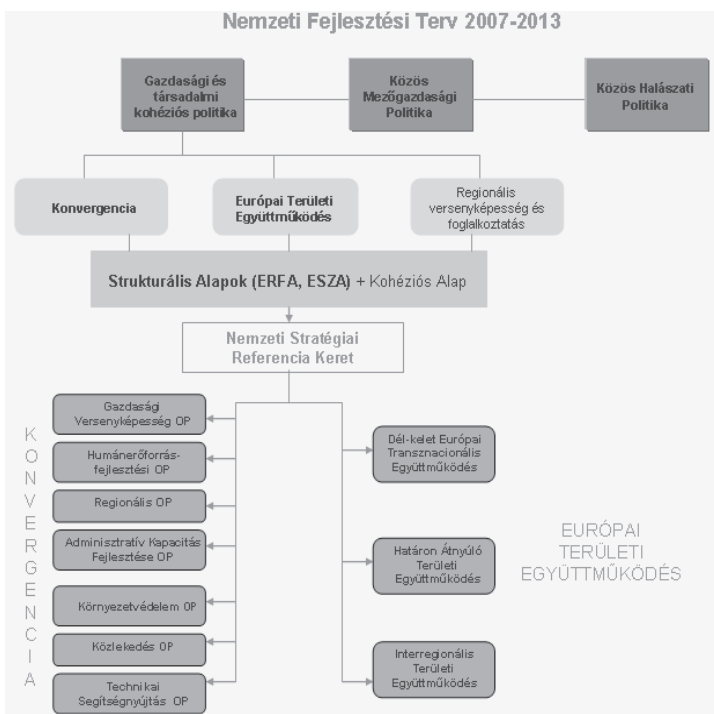 Nemzeti Fejlesztési Terv 2007-2013
Gazdasági és
társadalmi
kohéziós politika
Közös
Mezőgazdasági
Politika
Közös Halászati
Politika
Konvergencia
Európai Területi
Együttműködés
Regionális
versenyképesség és
foglalkoztatás
Strukturális Alapok (ERFA, ESZA) + Kohéziós Alap
Nemzeti Stratégiai
Referencia Keret
KONVERGENCIA
Gazdasági
Versenyképesség OP
Humánerőforrás-
fejlesztési OP
Regionális OP
Adminisztratív Kapacitás
Fejlesztése OP
Környezetvédelem OP
Közlekedés OP
Technikai
Segítségnyújtás OP
Dél-kelet Európai
Transznacionális
Együttműködés
Határon Átnyúló
Területi
Együttműködés
Interregionális
Területi
Együttműködés
EURÓPAI
TERÜLETI
EGYÜTTMŰKÖDÉS